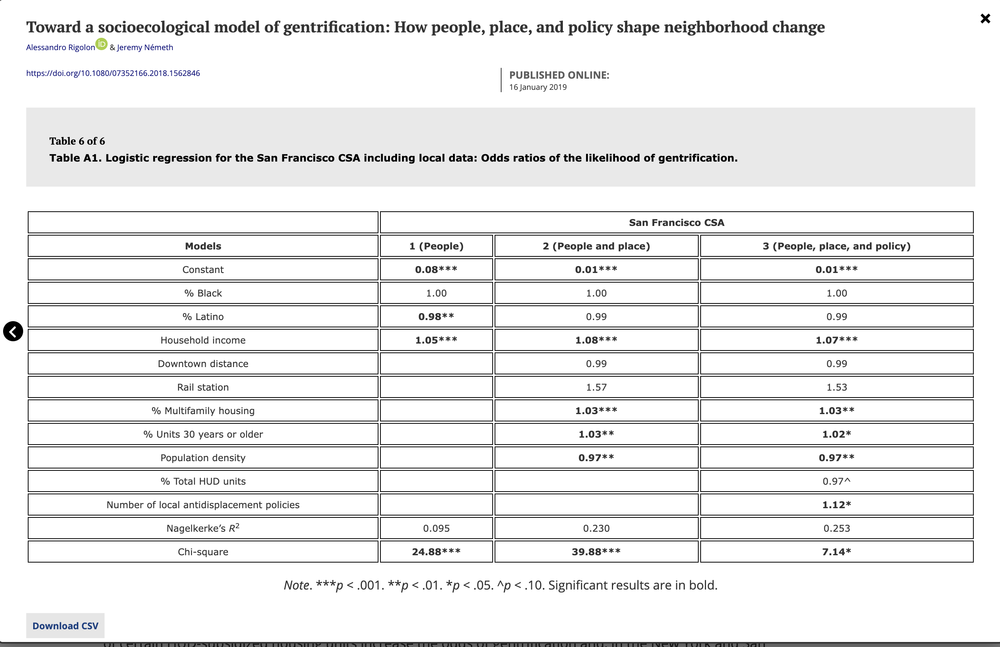 Toward a socioecological model of gentrification: How people, place, and policy shape neighborhood change
Alessandro Rigolon iD & Jeremy Németh
https://doi.org/10.1080/07352166.2018.1562846
PUBLISHED ONLINE:
16 January 2019
Table 6 of 6
Table A1. Logistic regression for the San Francisco CSA including local data: Odds ratios of the likelihood of gentrification.
San Francisco CSA
Models 1 (People) 2 (People and place) 3 (People, place, and policy)
Constant 0.08*** 0.01*** 0.01***
% Black 1.00 1.00 1.00
% Latino 0.98** 0.99 0.99
Household income 1.05*** 1.08*** 1.07***
Downtown distance 0.99 0.99
Rail station 1.57 1.53
% Multifamily housing 1.03*** 1.03**
% Units 30 years or older 1.03** 1.02*
Population density 0.97** 0.97**
% Total HUD units 0.97^
Number of local antidisplacement policies 1.12*
Nagelkerke’s R² 0.095 0.230 0.253
Chi-square 24.88*** 39.88*** 7.14*
Note. ***p < .001. **p < .01. *p < .05. ^p < .10. Significant results are in bold.
Download CSV